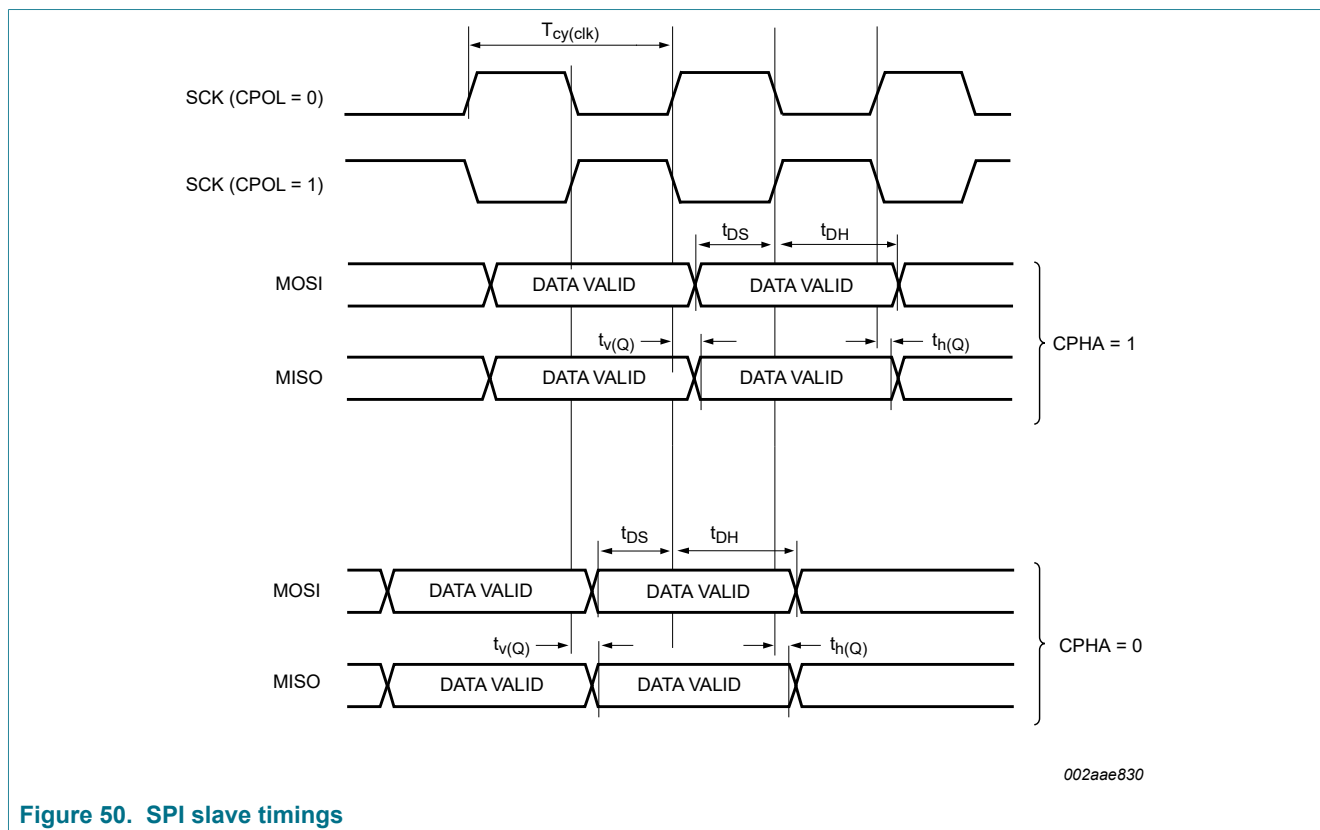 Tcy(clk)
SCK (CPOL = 0)
SCK (CPOL = 1)
tDS
tDH
MOSI
DATA VALID
DATA VALID
tv(Q)
th(Q)
CPHA = 1
MISO
DATA VALID
DATA VALID
tDS
tDH
MOSI
DATA VALID
DATA VALID
tv(Q)
th(Q)
CPHA = 0
MISO
DATA VALID
DATA VALID
002aae830
Figure 50. SPI slave timings